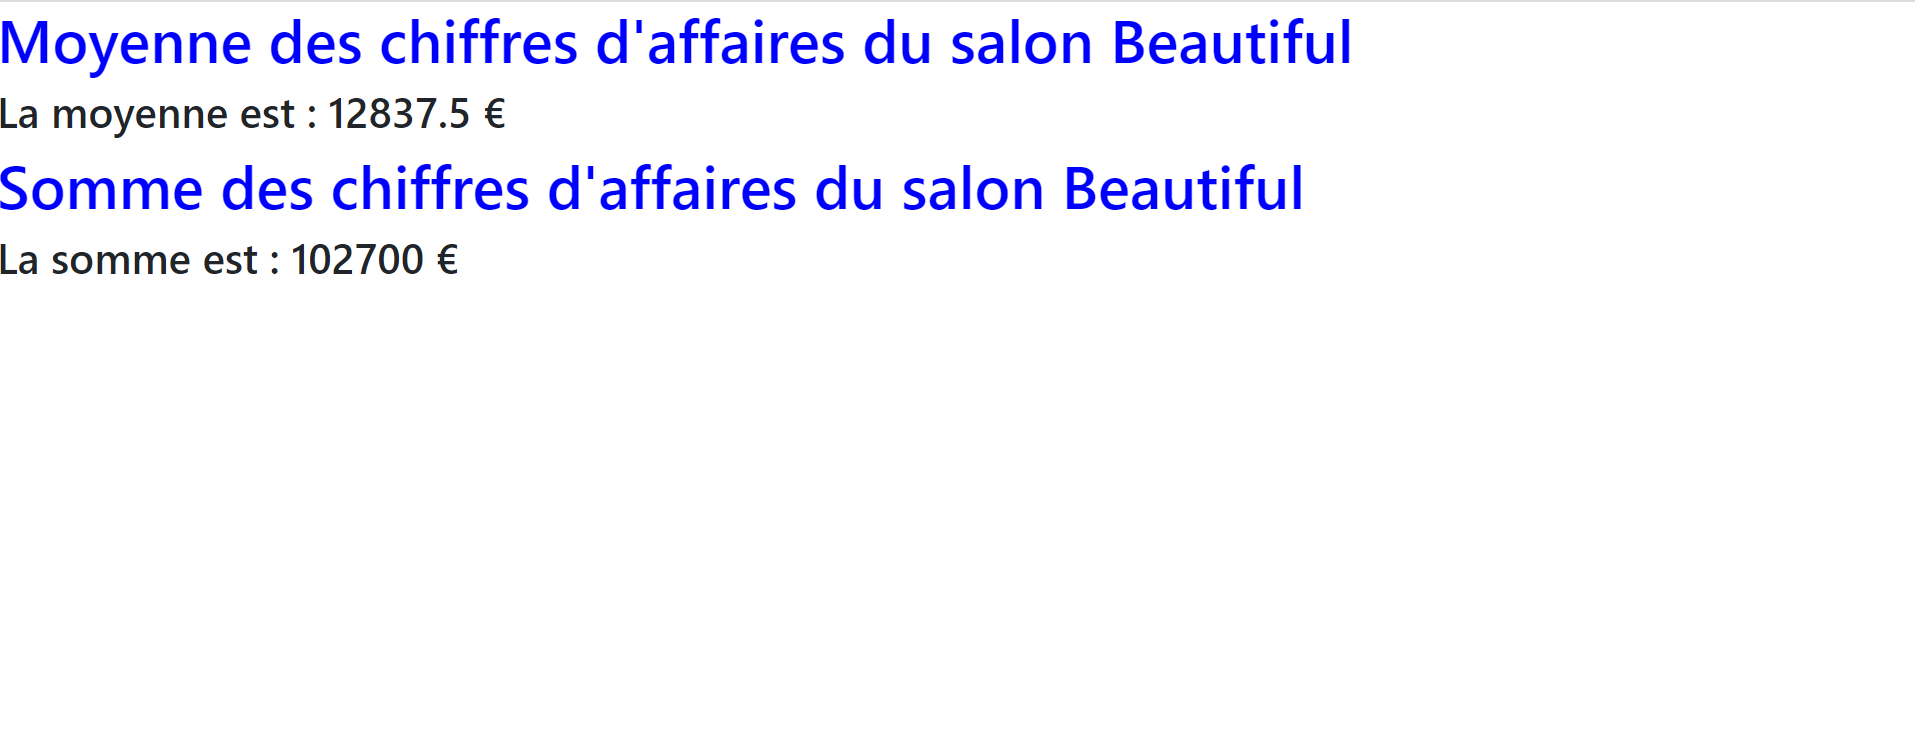 Moyenne des chiffres d'affaires du salon Beautiful
La moyenne est : 12837.5 €
Somme des chiffres d'affaires du salon Beautiful
La somme est : 102700 €